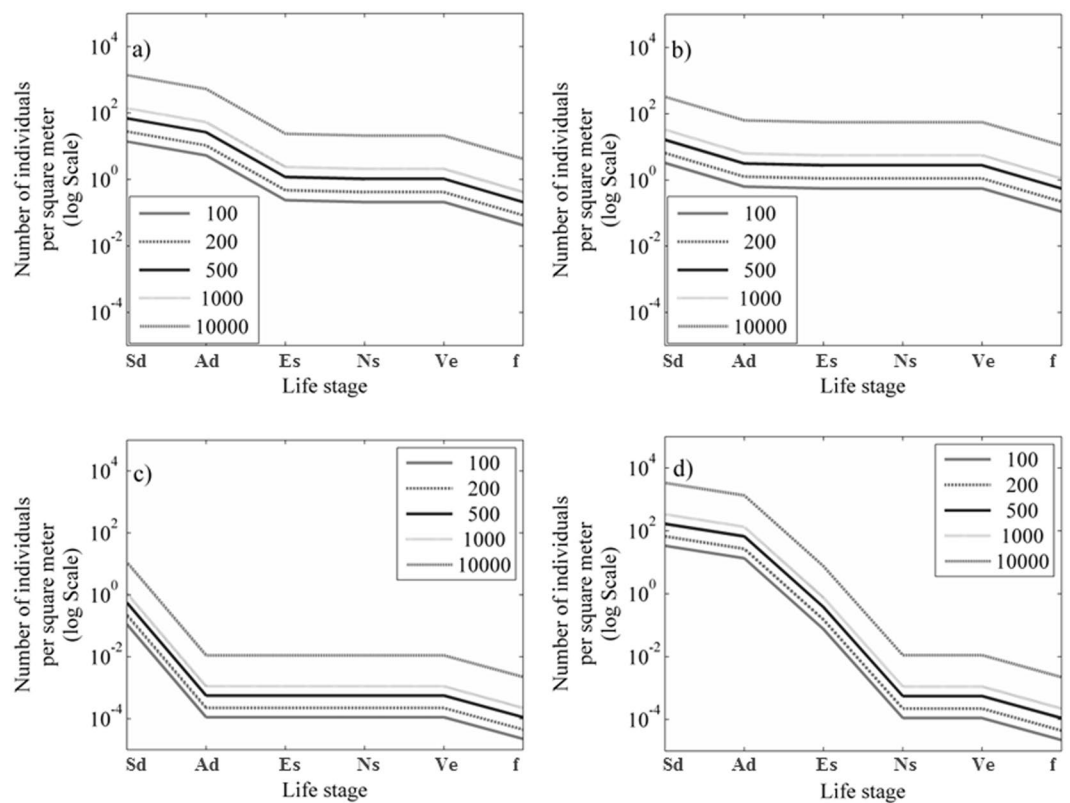 a)
Number of individuals
per square meter
(log Scale)
10^4
10^2
10^0
10^-2
10^-4
100
200
500
1000
10000
Sd Ad Es Ns Ve f
Life stage
b)
Number of individuals
per square meter
(log Scale)
10^4
10^2
10^0
10^-2
10^-4
100
200
500
1000
10000
Sd Ad Es Ns Ve f
Life stage
c)
Number of individuals
per square meter
(log Scale)
10^4
10^2
10^0
10^-2
10^-4
100
200
500
1000
10000
Sd Ad Es Ns Ve f
Life stage
d)
Number of individuals
per square meter
(log Scale)
10^4
10^2
10^0
10^-2
10^-4
100
200
500
1000
10000
Sd Ad Es Ns Ve f
Life stage